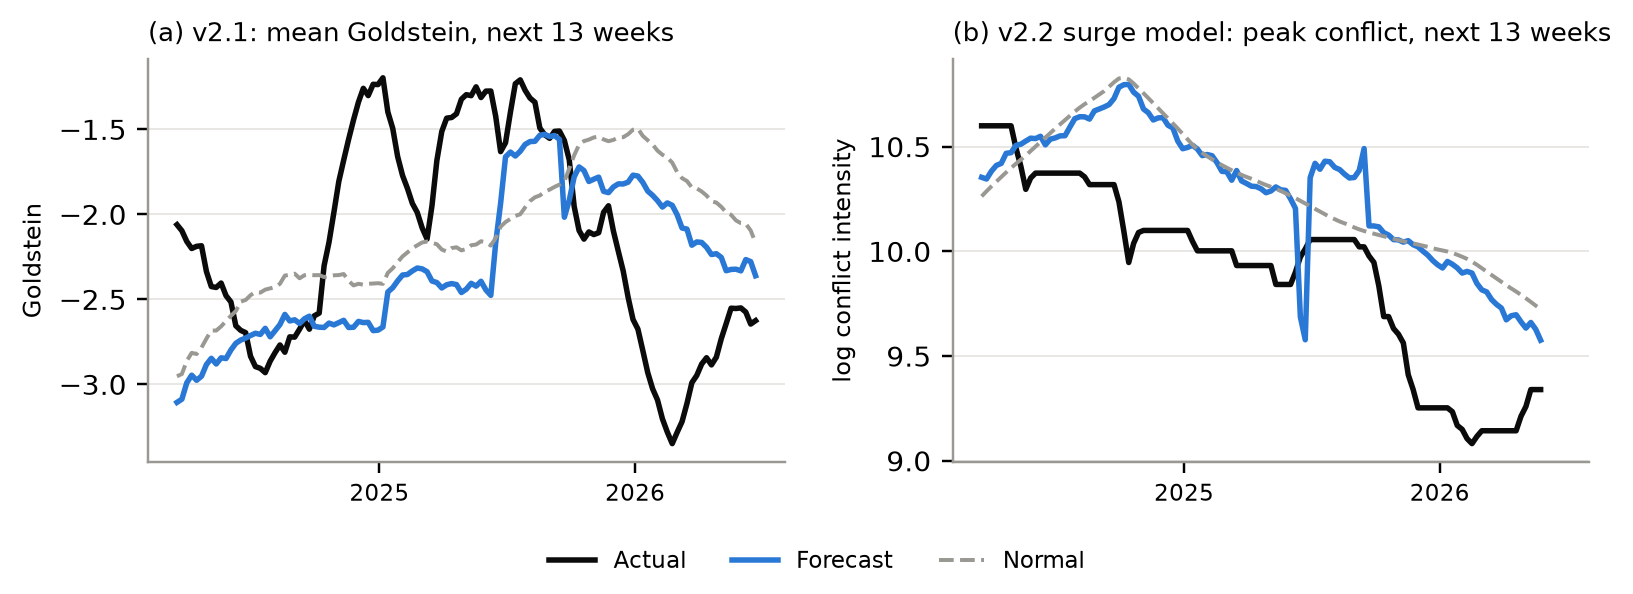 (a) v2.1: mean Goldstein, next 13 weeks
Goldstein
−1.5
−2.0
−2.5
−3.0
2025
2026
(b) v2.2 surge model: peak conflict, next 13 weeks
log conflict intensity
10.5
10.0
9.5
9.0
2025
2026
Actual
Forecast
Normal